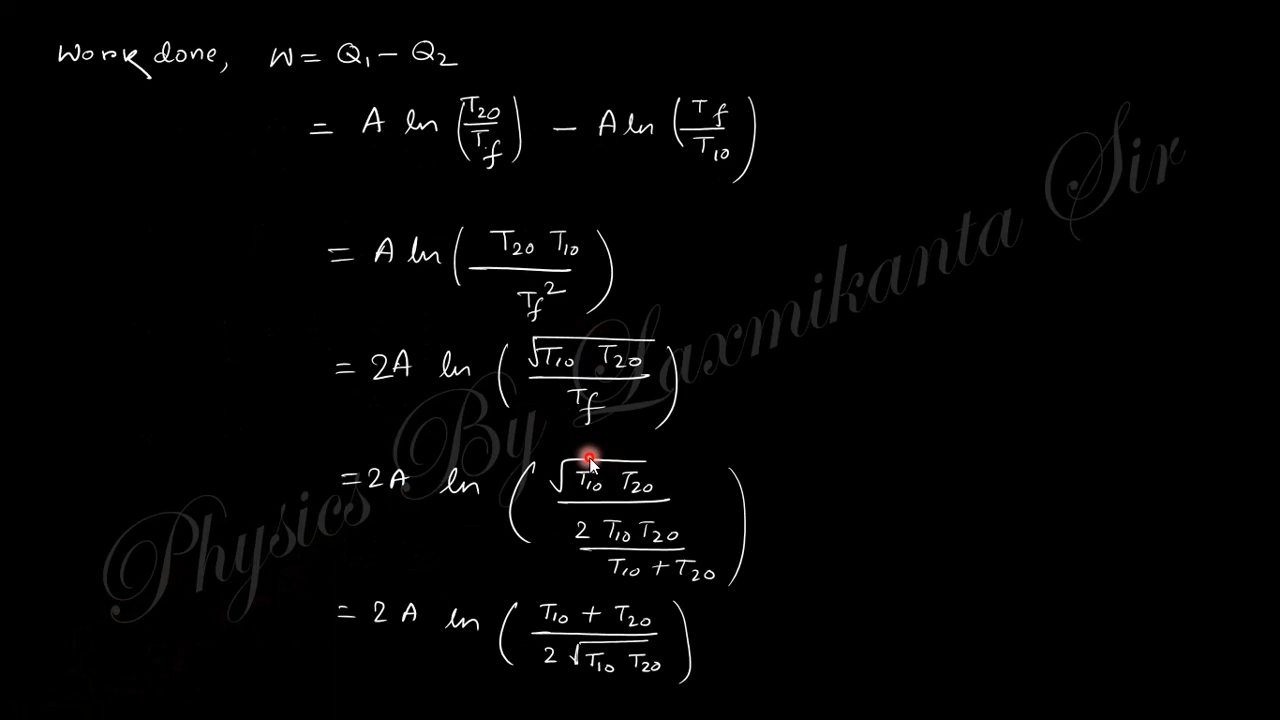 Work done, W = Q₁ − Q₂
= A ln (T₂₀/T_f) − A ln (T_f/T₁₀)
= A ln (T₂₀ T₁₀ / T_f²)
= 2A ln (√(T₁₀ T₂₀) / T_f)
= 2A ln (√(T₁₀ T₂₀) / (2 T₁₀ T₂₀ / (T₁₀ + T₂₀)))
= 2A ln ((T₁₀ + T₂₀) / (2 √(T₁₀ T₂₀)))
Physics By Laxmikanta Sir